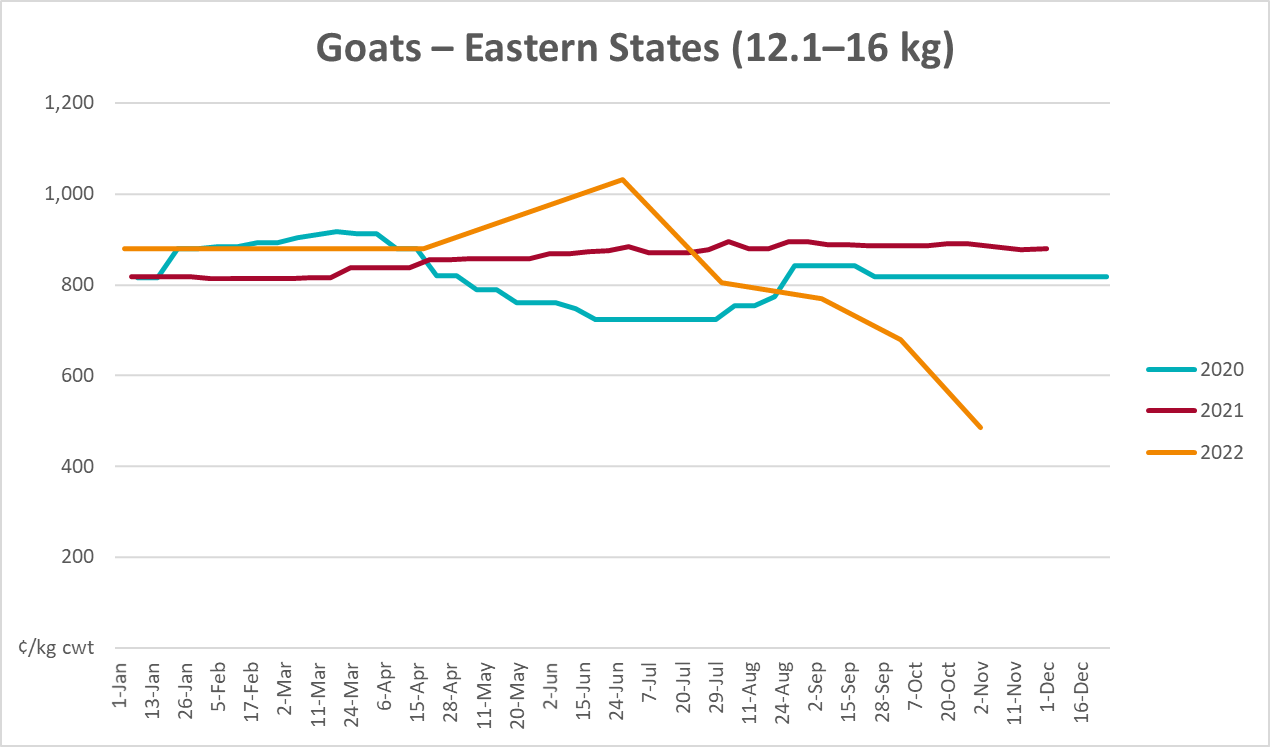 Goats – Eastern States (12.1–16 kg)
1,200
1,000
800
600
400
200
¢/kg cwt
1-Jan
13-Jan
26-Jan
5-Feb
17-Feb
2-Mar
11-Mar
24-Mar
6-Apr
15-Apr
28-Apr
11-May
20-May
2-Jun
15-Jun
24-Jun
7-Jul
20-Jul
29-Jul
11-Aug
24-Aug
2-Sep
15-Sep
28-Sep
7-Oct
20-Oct
2-Nov
11-Nov
1-Dec
16-Dec
2020
2021
2022